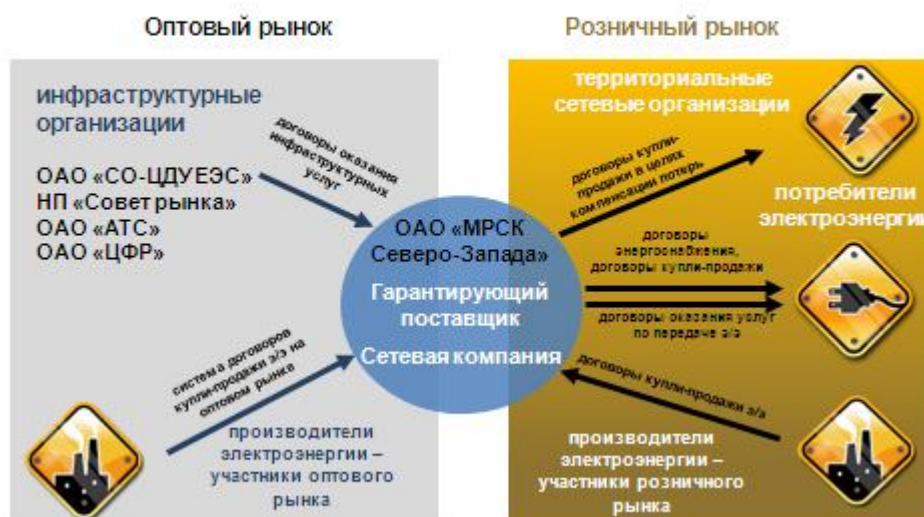 Оптовый рынок
Розничный рынок
инфраструктурные
организации
ОАО «СО-ЦДУЕЭС»
НП «Совет рынка»
ОАО «АТС»
ОАО «ЦФР»
договоры оказания
инфраструктурных
услуг
система договоров
купли-продажи э/э на
оптовом рынке
производители
электроэнергии –
участники оптового
рынка
ОАО «МРСК
Северо-Запада»
Гарантирующий
поставщик
Сетевая компания
территориальные
сетевые организации
договоры купли-
продажи в целях
компенсации потерь
потребители
электроэнергии
договоры
энергоснабжения,
договоры купли-продажи
договоры оказания услуг
по передаче э/э
договоры купли-продажи э/э
производители
электроэнергии –
участники розничного
рынка